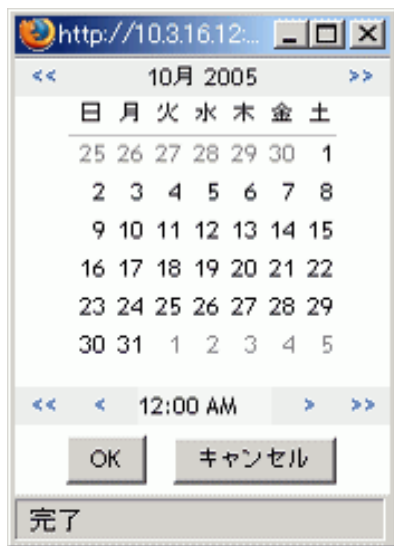 http://10.3.16.12:...
<< 10月 2005 >>
日 月 火 水 木 金 土
25 26 27 28 29 30 1
2 3 4 5 6 7 8
9 10 11 12 13 14 15
16 17 18 19 20 21 22
23 24 25 26 27 28 29
30 31 1 2 3 4 5
<< < 12:00 AM > >>
OK キャンセル
完了